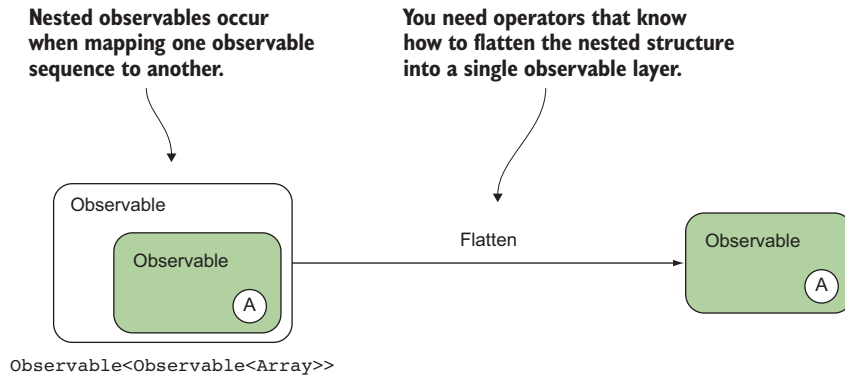 Nested observables occur
when mapping one observable
sequence to another.
You need operators that know
how to flatten the nested structure
into a single observable layer.
Observable
Observable
A
Flatten
Observable
A
Observable<Observable<Array>>